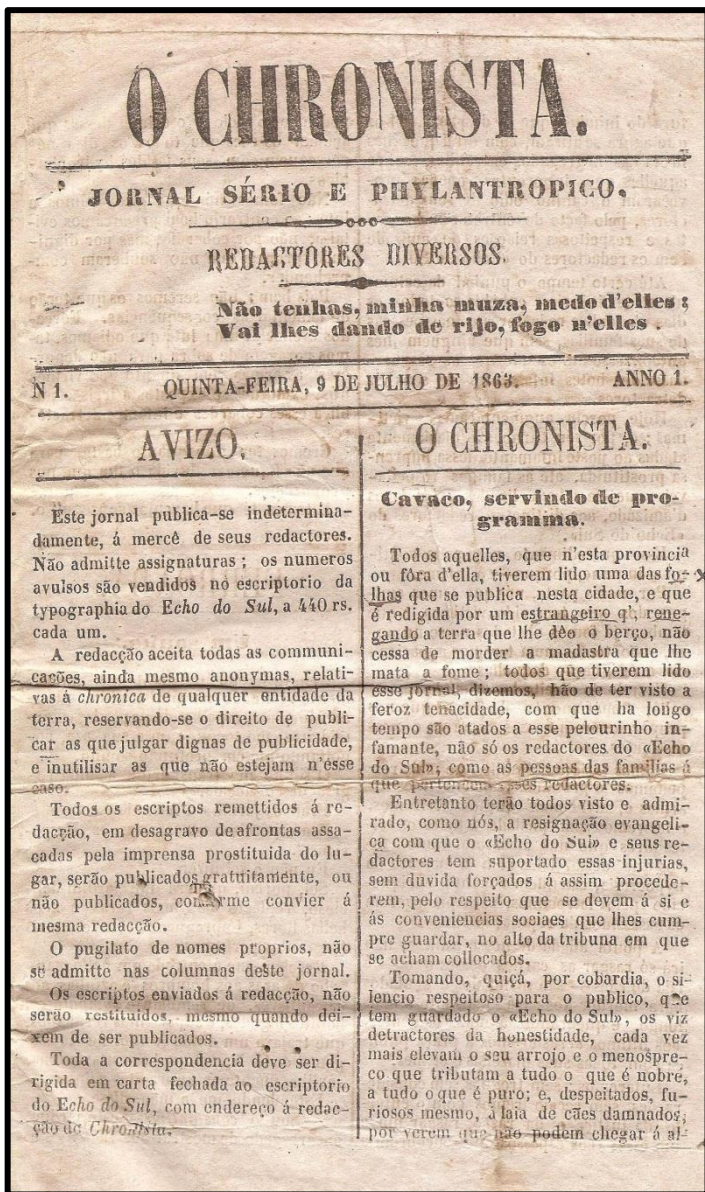 O CHRONISTA.
JORNAL SÉRIO E PHYLANTROPICO.
REDACTORES DIVERSOS.
Não tenhas, minha muza, medo d'elles;
Vai lhes dando de rijo, fogo n'elles.
N 1. QUINTA-FEIRA, 9 DE JULHO DE 1863. ANNO 1.
AVIZO.
Este jornal publica-se indetermina-
damente, á mercê de seus redactores.
Não admitte assignaturas; os numeros
avulsos são vendidos no escriptorio da
typographia do Echo do Sul, a 440 rs.
cada um.
A redacção aceita todas as communi-
cações, ainda mesmo anonymas, relati-
vas á chronica de qualquer entidade da
terra, reservando-se o direito de publi-
car as que julgar dignas de publicidade,
e inutilisar as que não estejam n'esse
caso.
Todos os escriptos remettidos á re-
dacção, em desagravo de afrontas assa-
cadas pela imprensa prostituida do lu-
gar, serão publicados gratuitamente, ou
não publicados, conforme convier á
mesma redacção.
O pugilato de nomes proprios, não
se admitte nas columnas deste jornal.
Os escriptos enviados á redacção, não
serão restituidos, mesmo quando dei-
xem de ser publicados.
Toda a correspondencia deve ser di-
rigida em carta fechada ao escriptorio
do Echo do Sul, com endereço á redac-
ção do Chronista.
O CHRONISTA.
Cavaco, servindo de pro-
gramma.
Todos aquelles, que n'esta provincia
ou fôra d'ella, tiverem lido uma das fo-
lhas que se publica nesta cidade, e que
é redigida por um estrangeiro q', rene-
gando a terra que lhe dêo o berço, não
cessa de morder a madastra que lhe
mata a fome; todos que tiverem lido
esse jornal, dizemos, hão de ter visto a
feroz tenacidade, com que ha longo
tempo são atados a esse pelourinho in-
famante, não só os redactores do «Echo
do Sul», como as pessoas das familias á
que pertencem esses redactores.
Entretanto terão todos visto e admi-
rado, como nós, a resignação evangeli-
ca com que o «Echo do Sul» e seus re-
dactores tem suportado essas injurias,
sem duvida forçados á assim procede-
rem, pelo respeito que se devem á si e
ás conveniencias sociaes que lhes cum-
pre guardar, no alto da tribuna em que
se acham collocados.
Tomando, quiçá, por cobardia, o si-
lencio respeitoso para o publico, que
tem guardado o «Echo do Sul», os viz
detractores da honestidade, cada vez
mais elevam o seu arrojo e o menospre-
co que tributam a tudo o que é nobre,
a tudo o que é puro; e, despeitados, fu-
riosos mesmo, á laia de cães damnados,
por verem que não podem chegar á al-